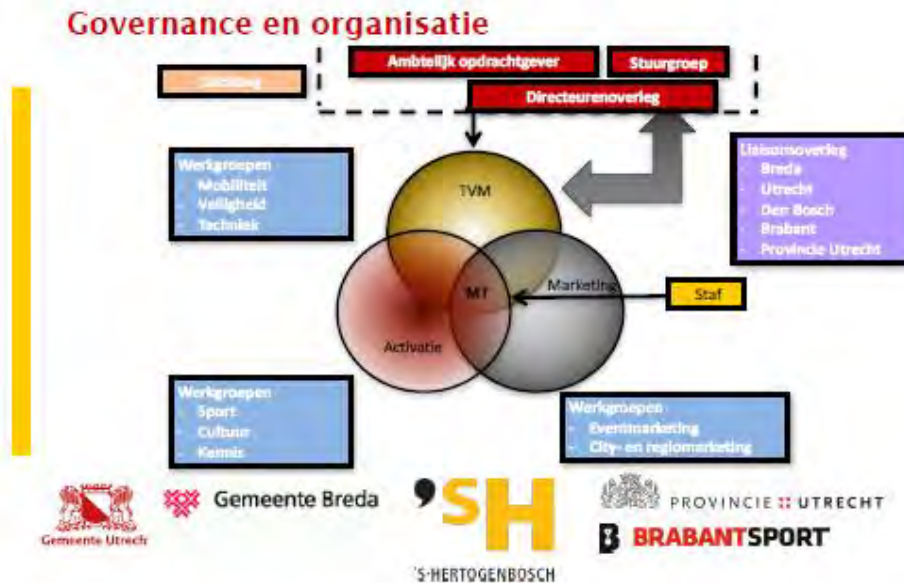 Governance en organisatie
Ambtelijk opdrachtgever
Stuurgroep
Directeurenoverleg
Werkgroepen
- Mobiliteit
- Veiligheid
- Techniek
TVM
Liaisonoverleg
- Breda
- Utrecht
- Den Bosch
- Brabant
- Provincie Utrecht
MT
Marketing
Staf
Activatie
Werkgroepen
- Sport
- Cultuur
- Kennis
Werkgroepen
- Eventmarketing
- City- en regiomarketing
Gemeente Utrech
Gemeente Breda
'SH
'S-HERTOGENBOSCH
PROVINCIE :: UTRECHT
B BRABANTSPORT